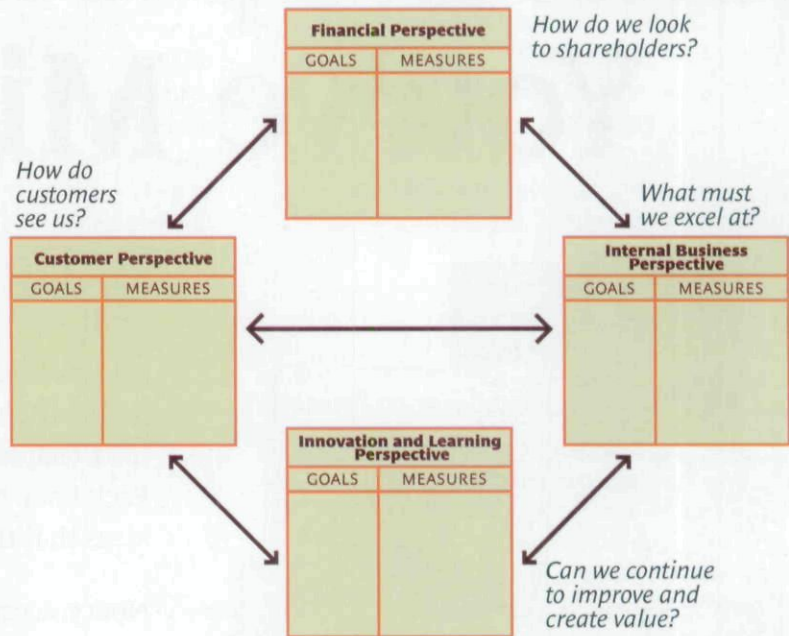 Financial Perspective
GOALS MEASURES
How do we look
to shareholders?
How do
customers
see us?
Customer Perspective
GOALS MEASURES
What must
we excel at?
Internal Business
Perspective
GOALS MEASURES
Innovation and Learning
Perspective
GOALS MEASURES
Can we continue
to improve and
create value?